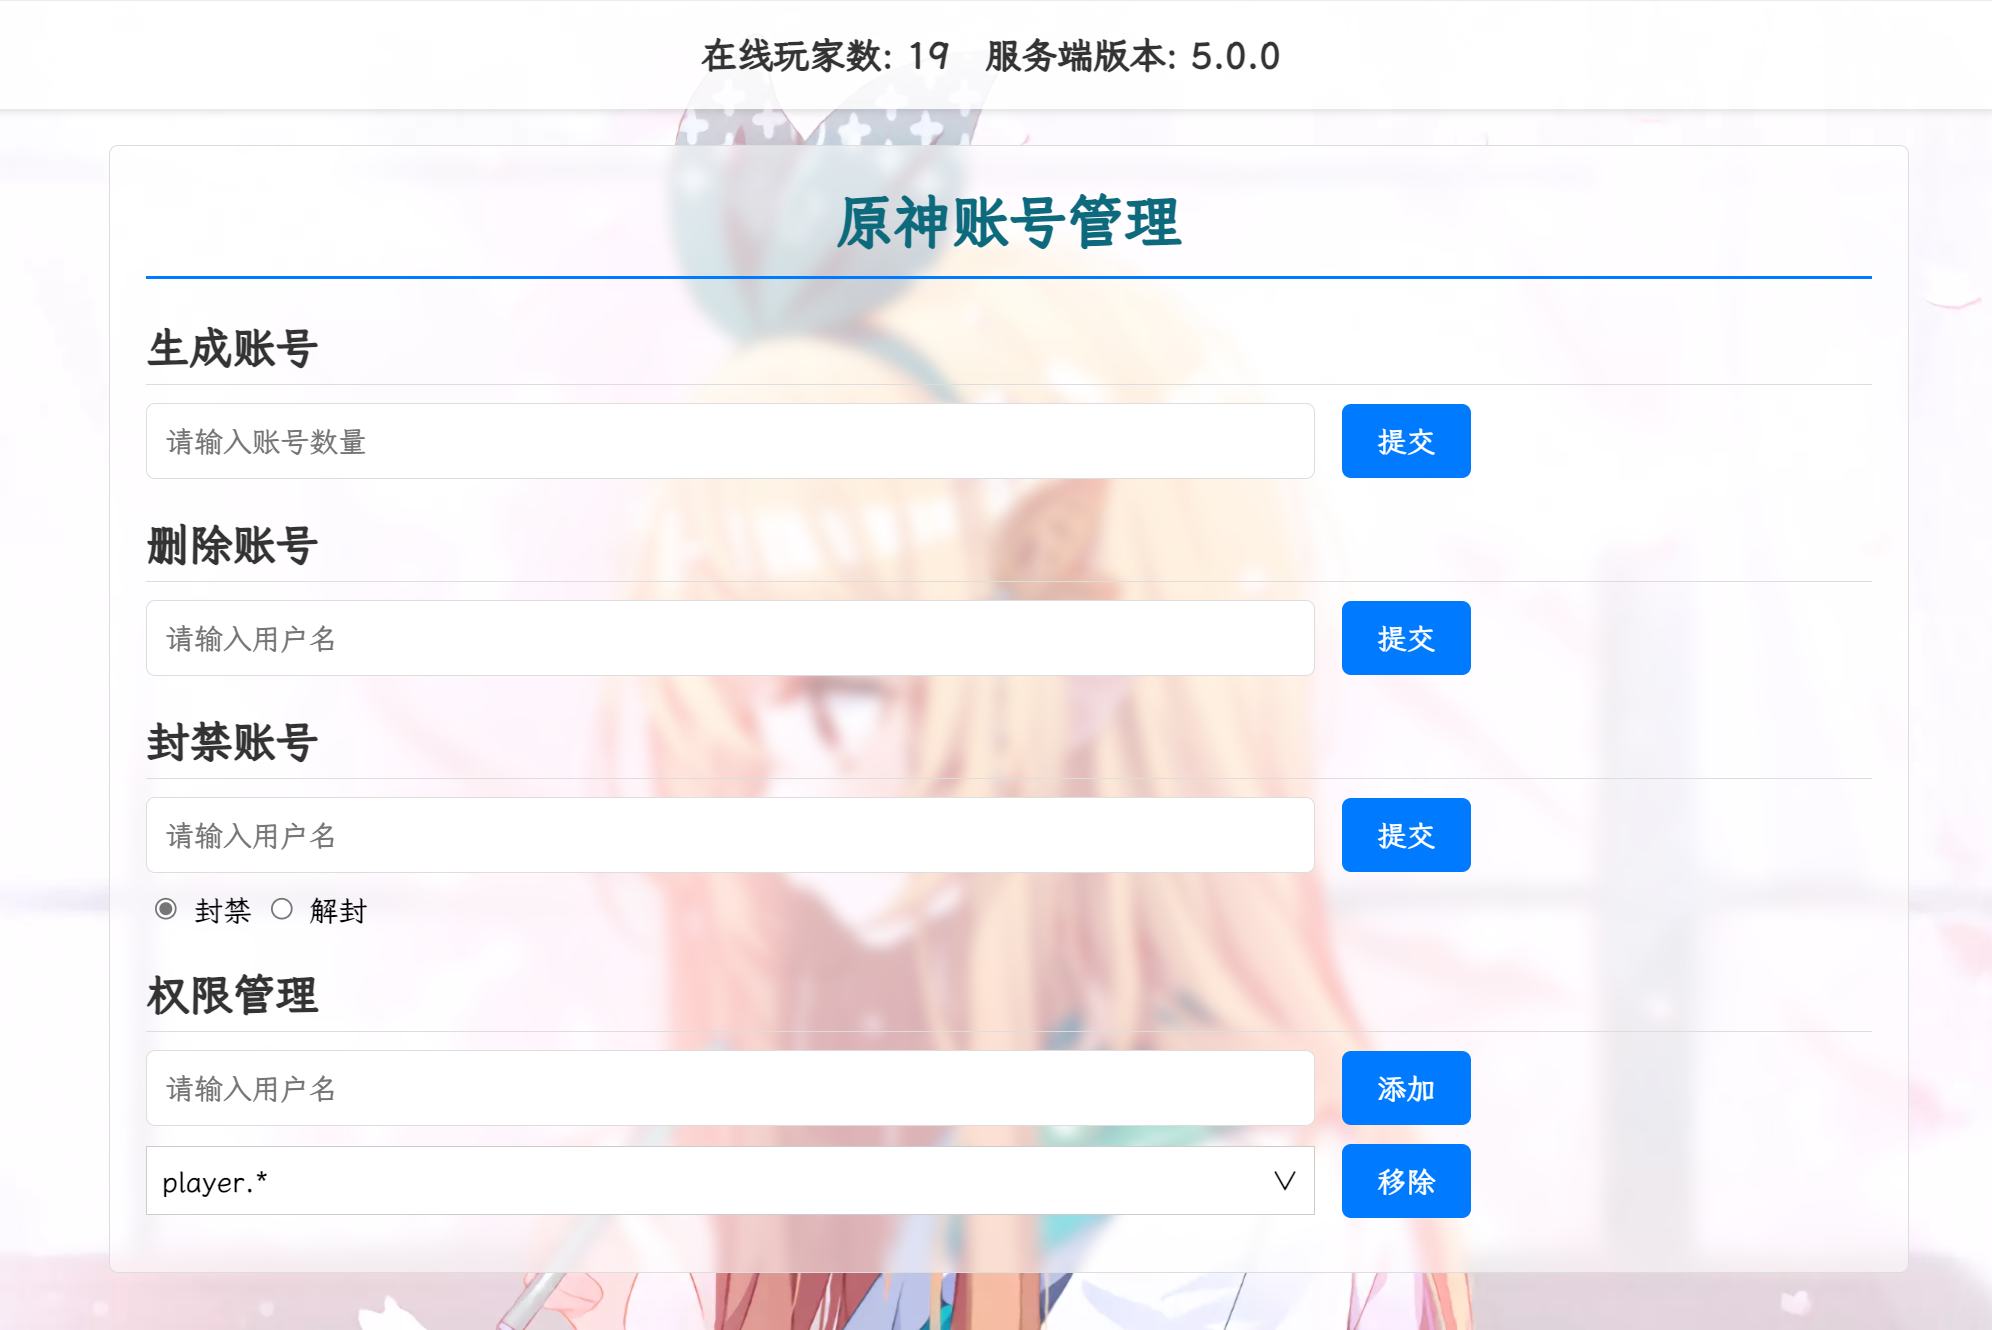 在线玩家数: 19 服务端版本: 5.0.0
原神账号管理
生成账号
请输入账号数量 提交
删除账号
请输入用户名 提交
封禁账号
请输入用户名 提交
封禁 解封
权限管理
请输入用户名 添加
player.* 移除